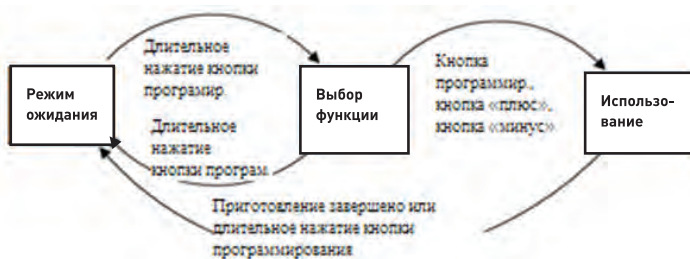 Длительное
нажатие кнопки
програмир.
Режим
ожидания
Длительное
нажатие
кнопки програм
Выбор
функции
Кнопка
программир.,
кнопка «плюс»,
кнопка «минус»
Использо-
вание
Приготовление завершено или
длительное нажатие кнопки
программирования